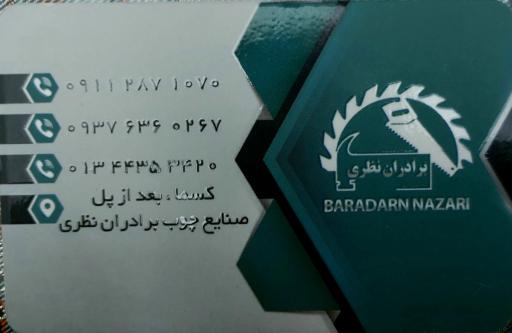 ۰۹۱۱ ۲۸۷ ۱۰۷۰
۰۹۳۷ ۶۳۶ ۰۲۶۷
۰۱۳ ۴۴۳۵ ۳۴۲۰
کسما ، بعد از پل
صنایع چوب برادران نظری
برادران نظری
BARADARN NAZARI